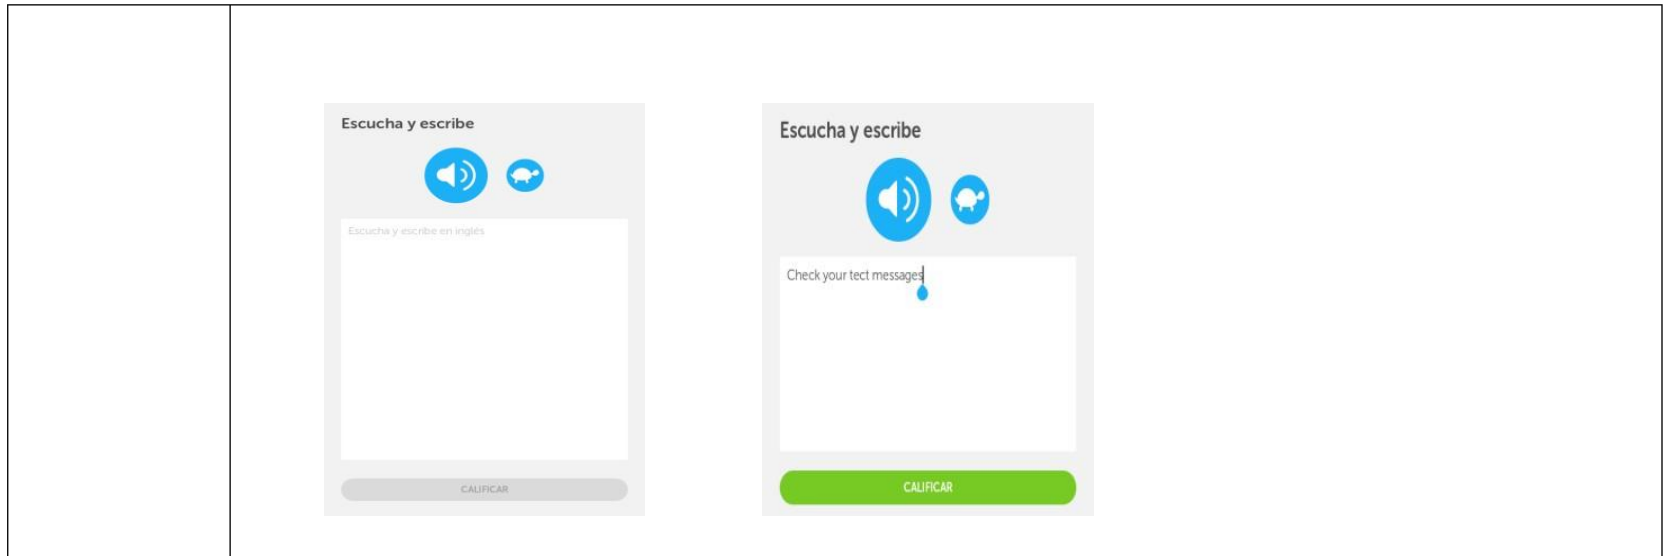 Escucha y escribe
Escucha y escribe en inglés
CALIFICAR
Escucha y escribe
Check your tect messages
CALIFICAR